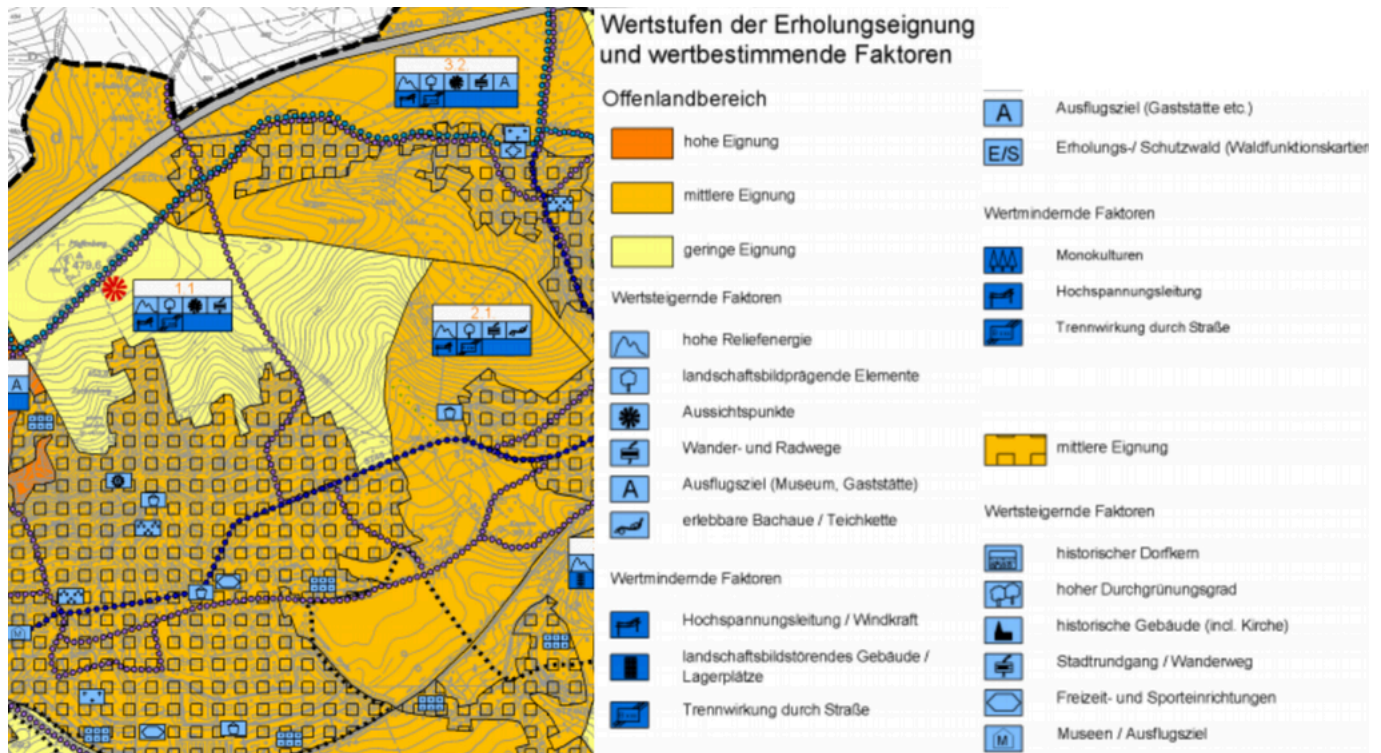 3.2.
A
479,6
1.1
2.1.
A
M
Wertstufen der Erholungseignung
und wertbestimmende Faktoren
Offenlandbereich
hohe Eignung
mittlere Eignung
geringe Eignung
Wertsteigernde Faktoren
hohe Reliefenergie
landschaftsbildprägende Elemente
Aussichtspunkte
Wander- und Radwege
A Ausflugsziel (Museum, Gaststätte)
erlebbare Bachaue / Teichkette
Wertmindernde Faktoren
Hochspannungsleitung / Windkraft
landschaftsbildstörendes Gebäude /
Lagerplätze
Trennwirkung durch Straße
A Ausflugsziel (Gaststätte etc.)
E/S Erholungs-/ Schutzwald (Waldfunktionskartier
Wertmindernde Faktoren
Monokulturen
Hochspannungsleitung
Trennwirkung durch Straße
mittlere Eignung
Wertsteigernde Faktoren
historischer Dorfkern
hoher Durchgrünungsgrad
historische Gebäude (incl. Kirche)
Stadtrundgang / Wanderweg
Freizeit- und Sporteinrichtungen
M Museen / Ausflugsziel